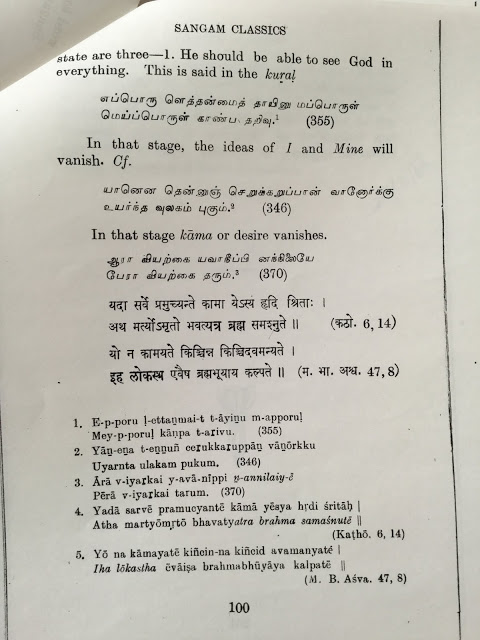 SANGAM CLASSICS
state are three—1. He should be able to see God in
everything. This is said in the kuraḷ
எப்பொரு ளெத்தன்மைத் தாயினு மப்பொருள்
மெய்ப்பொருள் காண்ப தறிவு.¹ (355)
In that stage, the ideas of I and Mine will
vanish. Cf.
யானென தென்னுஞ் செருக்கறுப்பான் வானோர்க்கு
உயர்ந்த வுலகம் புகும்.² (346)
In that stage kāma or desire vanishes.
ஆரா வியற்கை யவாநீப்பி னந்நிலையே
பேரா வியற்கை தரும்.³ (370)
यदा सर्वे प्रमुच्यन्ते कामा येऽस्य हृदि श्रिताः ।
अथ मर्त्योऽमृतो भवत्यत्र ब्रह्म समश्नुते ॥ (कठो. 6, 14)
यो न कामयते किञ्चिन्न किञ्चिदवमन्यते ।
इह लोकस्थ एवैष ब्रह्मभूयाय कल्पते ॥ (म. भा. अश्व. 47, 8)
1. E-p-poru ḷ-ettaṉmai-t t-āyiṉu m-apporuḷ
Mey-p-poruḷ kāṇpa t-aṟivu. (355)
2. Yāṉ-eṉa t-eṉṉuñ cerukkaṟuppāṉ vāṉōrkku
Uyarnta ulakam pukum. (346)
3. Ārā v-iyaṟkai y-avā-nīppi ṉ-annilaiy-ē
Pērā v-iyaṟkai tarum. (370)
4. Yadā sarvē pramucyantē kāmā yēsya hṛdi śritāḥ |
Atha martyōmṛtō bhavatyatra brahma samaśnutē ||
(Kaṭhō. 6, 14)
5. Yō na kāmayatē kiñcin-na kiñcid avamanyatē |
Iha lōkastha ēvaiṣa brahmabhūyāya kalpatē ||
(M. B. Aśva. 47, 8)
100